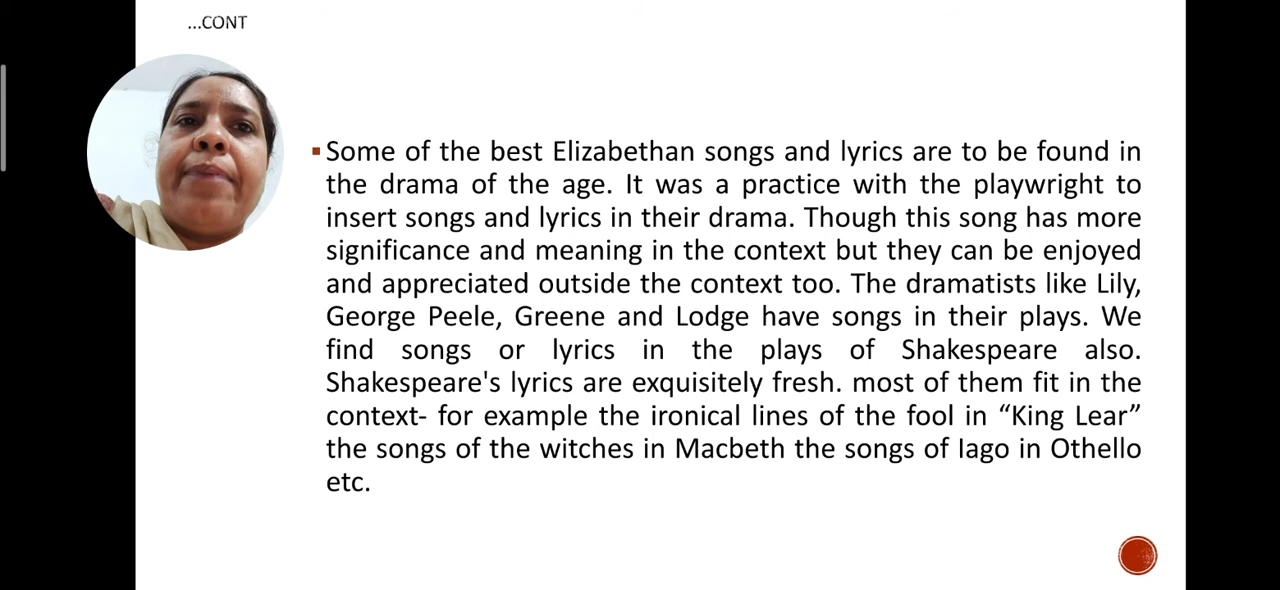 ...CONT
Some of the best Elizabethan songs and lyrics are to be found in
the drama of the age. It was a practice with the playwright to
insert songs and lyrics in their drama. Though this song has more
significance and meaning in the context but they can be enjoyed
and appreciated outside the context too. The dramatists like Lily,
George Peele, Greene and Lodge have songs in their plays. We
find songs or lyrics in the plays of Shakespeare also.
Shakespeare's lyrics are exquisitely fresh. most of them fit in the
context- for example the ironical lines of the fool in “King Lear”
the songs of the witches in Macbeth the songs of Iago in Othello
etc.